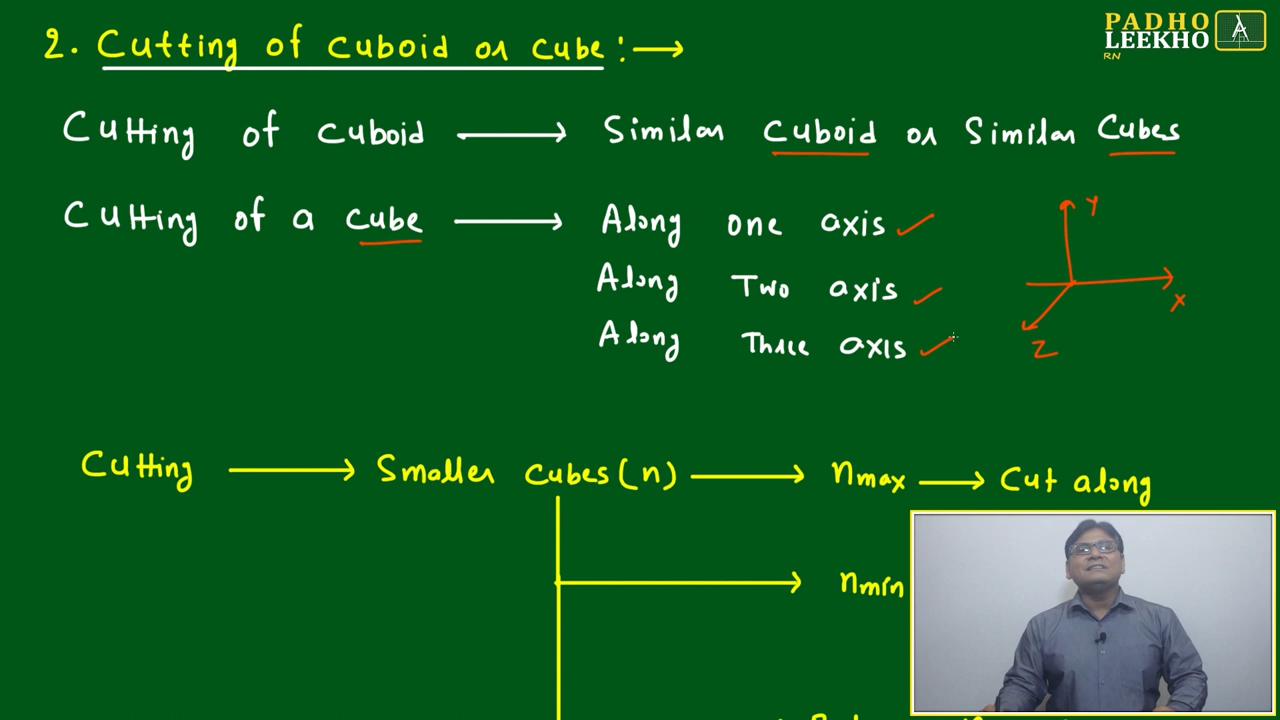 2. Cutting of cuboid or cube :→
PADHO
LEEKHO
RN
Cutting of cuboid → Similar cuboid or Similar Cubes
Cutting of a cube → Along one axis ✓
Along Two axis ✓
Along Three axis ✓
Y
X
Z
Cutting → Smaller cubes (n) → nmax → Cut along
nmin